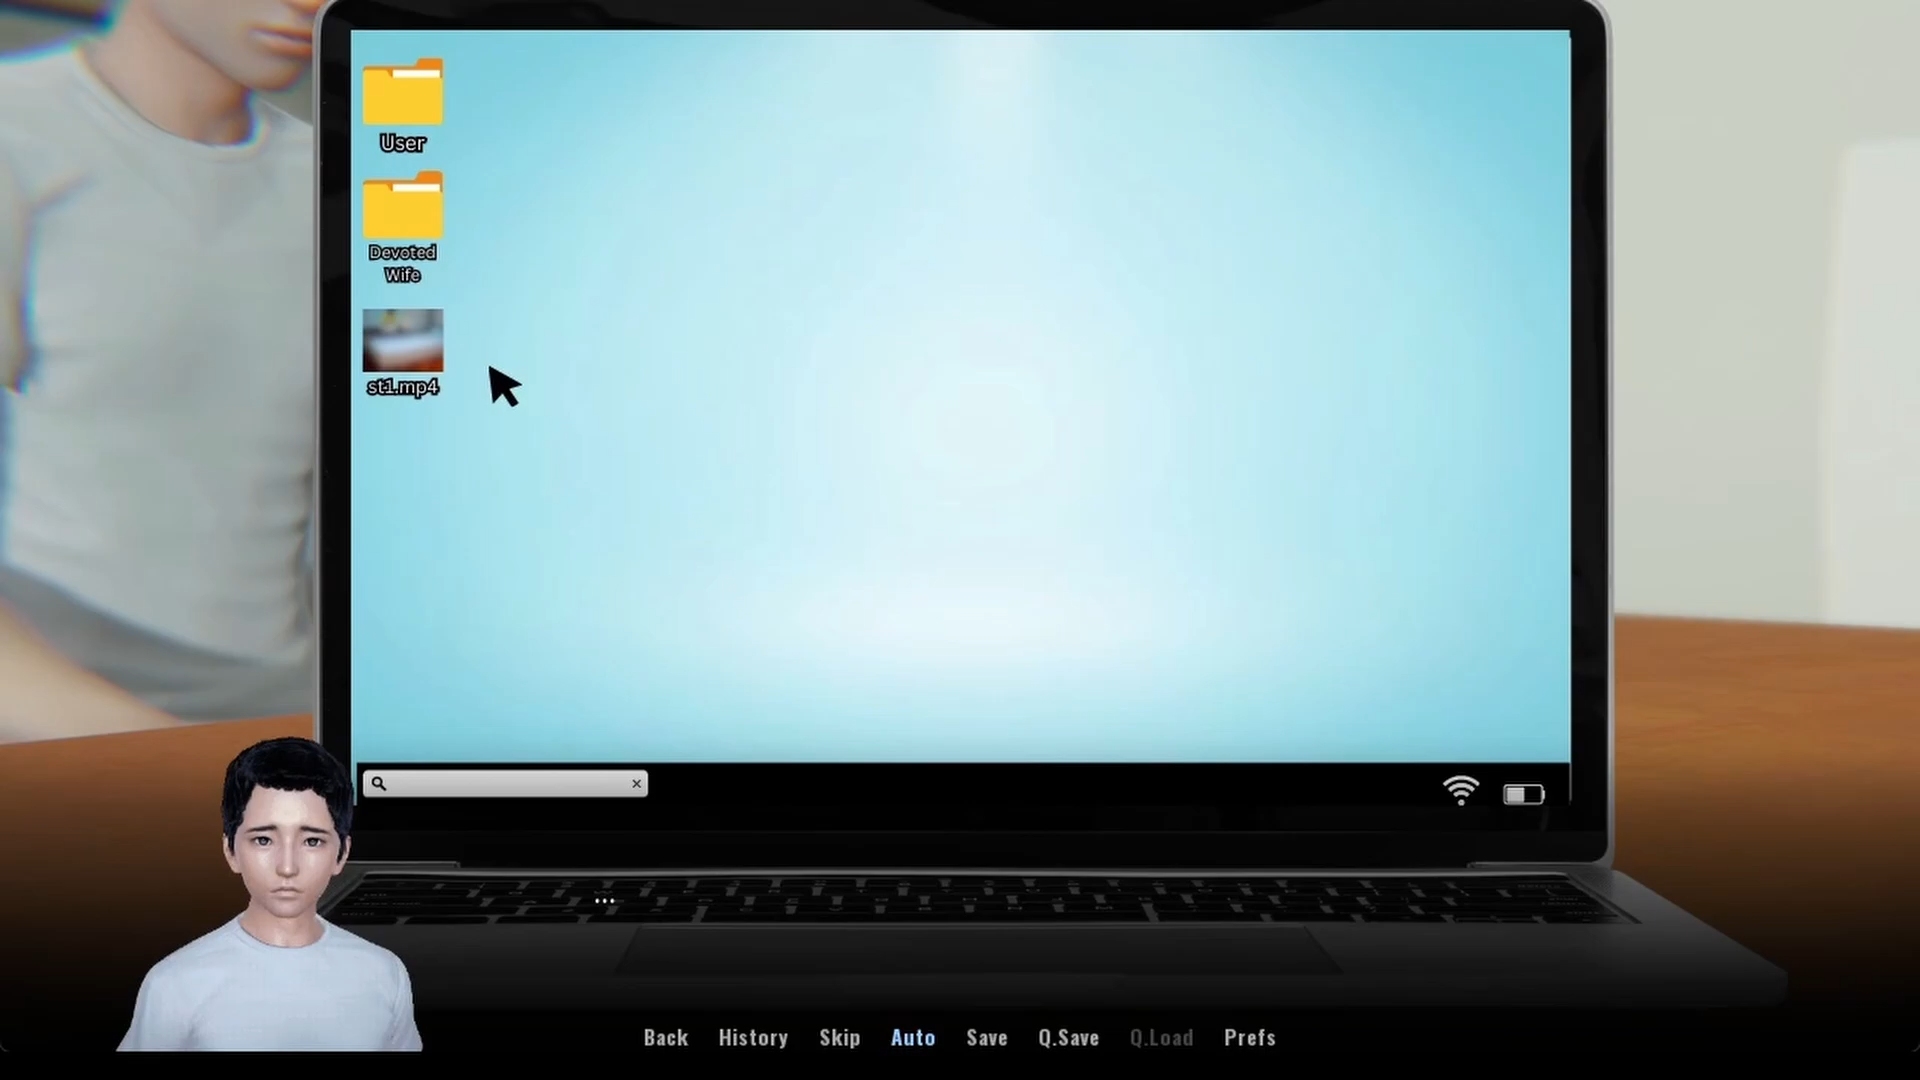 User
Devoted
Wife
st1.mp4
...
Back History Skip Auto Save Q.Save Q.Load Prefs